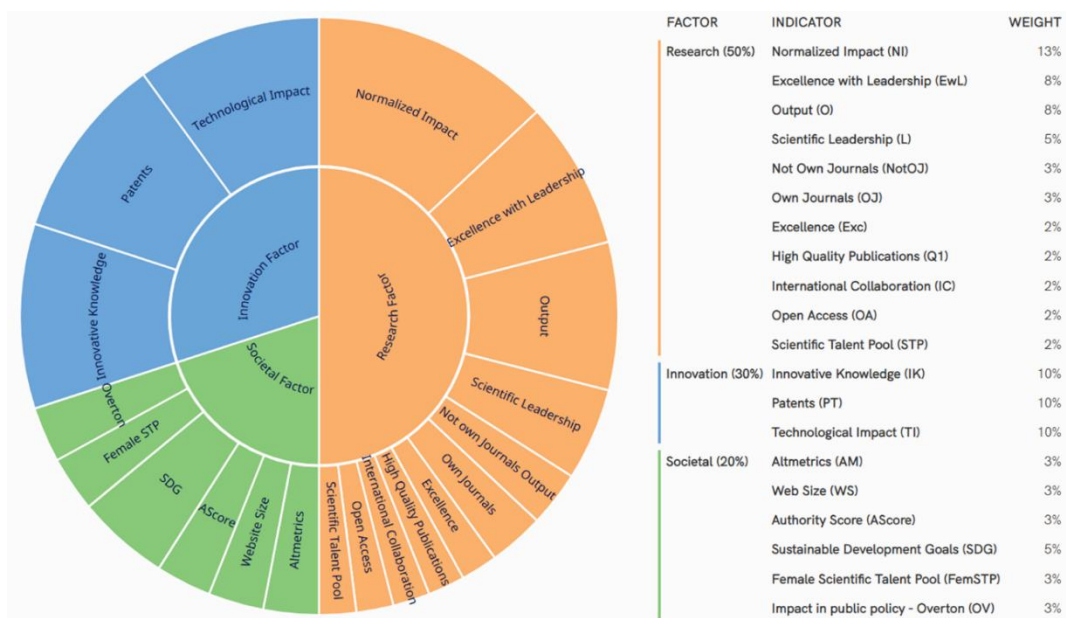 Technological Impact
Normalized Impact
Patents
Excellence with Leadership
Innovation Factor
Research Factor
Innovative Knowledge
Output
Societal Factor
Overton
Scientific Leadership
Female STP
Not own Journals Output
SDG
Own Journals
AScore
Excellence
Website Size
High Quality Publications
Altmetrics
International Collaboration
Open Access
Scientific Talent Pool
FACTOR INDICATOR WEIGHT
Research (50%) Normalized Impact (NI) 13%
Excellence with Leadership (EwL) 8%
Output (O) 8%
Scientific Leadership (L) 5%
Not Own Journals (NotOJ) 3%
Own Journals (OJ) 3%
Excellence (Exc) 2%
High Quality Publications (Q1) 2%
International Collaboration (IC) 2%
Open Access (OA) 2%
Scientific Talent Pool (STP) 2%
Innovation (30%) Innovative Knowledge (IK) 10%
Patents (PT) 10%
Technological Impact (TI) 10%
Societal (20%) Altmetrics (AM) 3%
Web Size (WS) 3%
Authority Score (AScore) 3%
Sustainable Development Goals (SDG) 5%
Female Scientific Talent Pool (FemSTP) 3%
Impact in public policy - Overton (OV) 3%